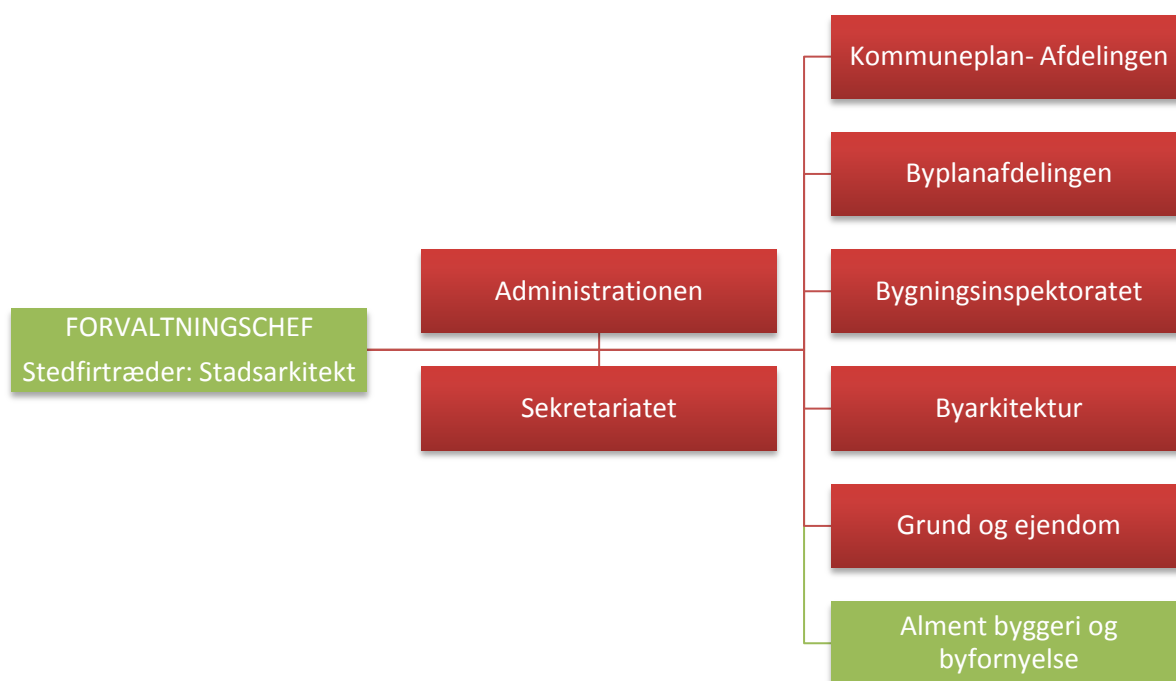 FORVALTNINGSCHEF
Stedfirtræder: Stadsarkitekt
Administrationen
Sekretariatet
Kommuneplan- Afdelingen
Byplanafdelingen
Bygningsinspektoratet
Byarkitektur
Grund og ejendom
Alment byggeri og
byfornyelse